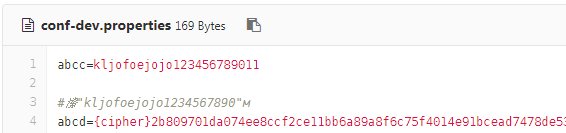 conf-dev.properties 169 Bytes
1 abcc=kljofoejojo123456789011
2
3 "kljofoejojo1234567890"м
4 abcd={cipher}2b809701da074ee8ccf2ce11bb6a89a8f6c75f4014e91bcead7478de53